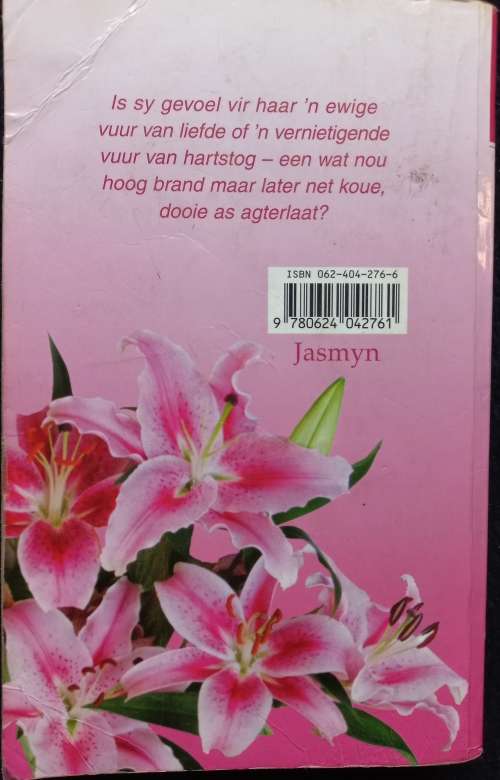 Is sy gevoel vir haar 'n ewige
vuur van liefde of 'n vernietigende
vuur van hartstog – een wat nou
hoog brand maar later net koue,
dooie as agterlaat?
ISBN 062-404-276-6
9 780624 042761
Jasmyn